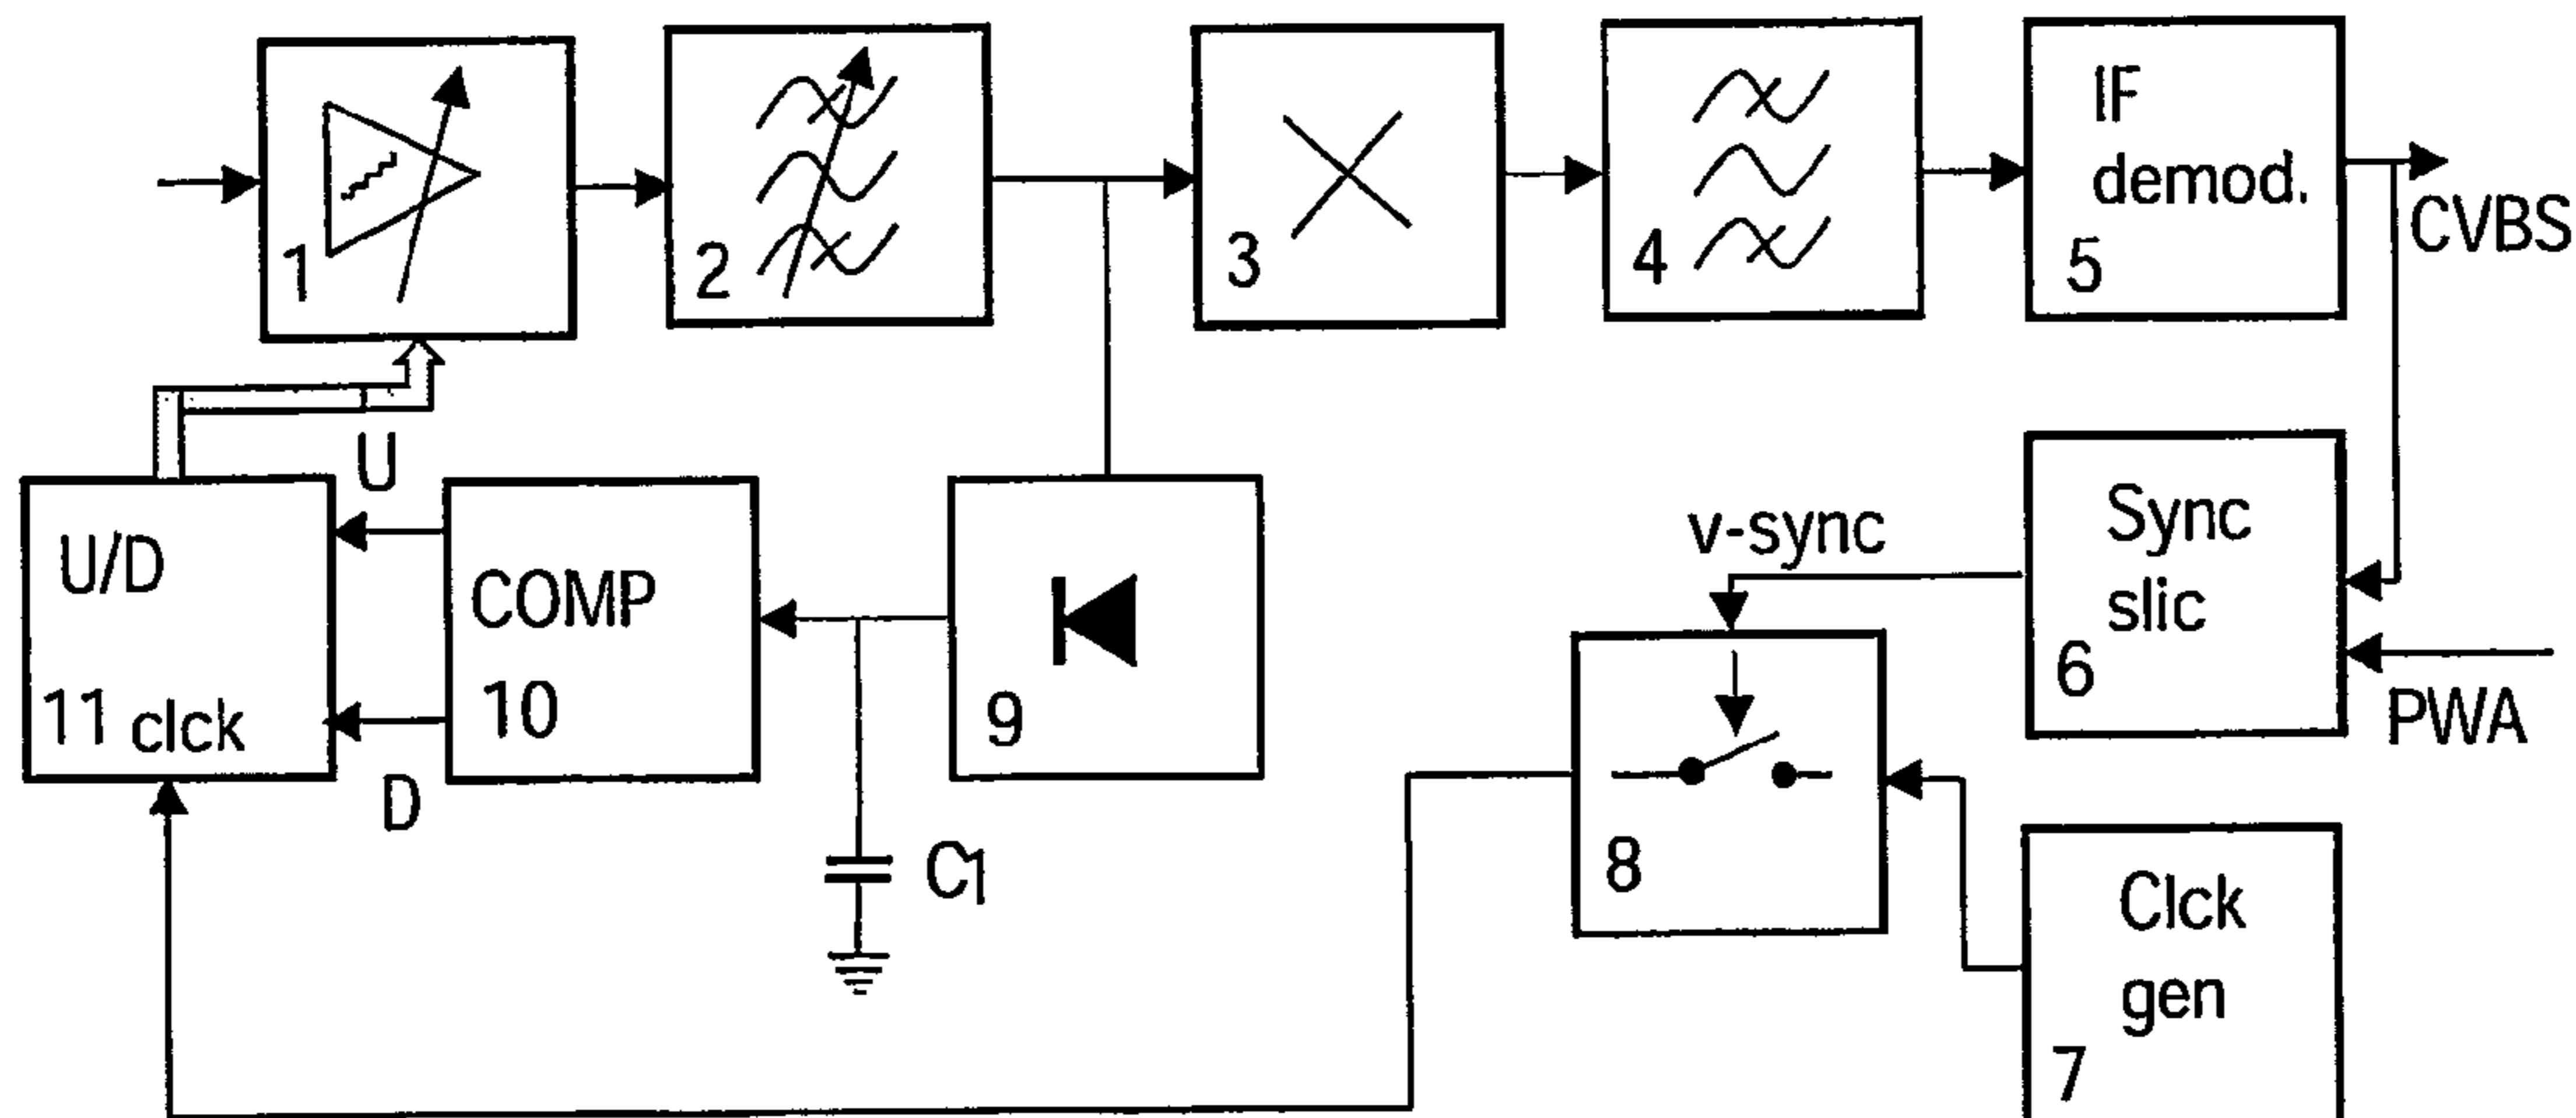 1
2
3
4
IF
demod.
5
CVBS
U
U/D
11 clck
COMP
10
D
9
C1
v-sync
8
Sync
slic
6
PWA
Clck
gen
7